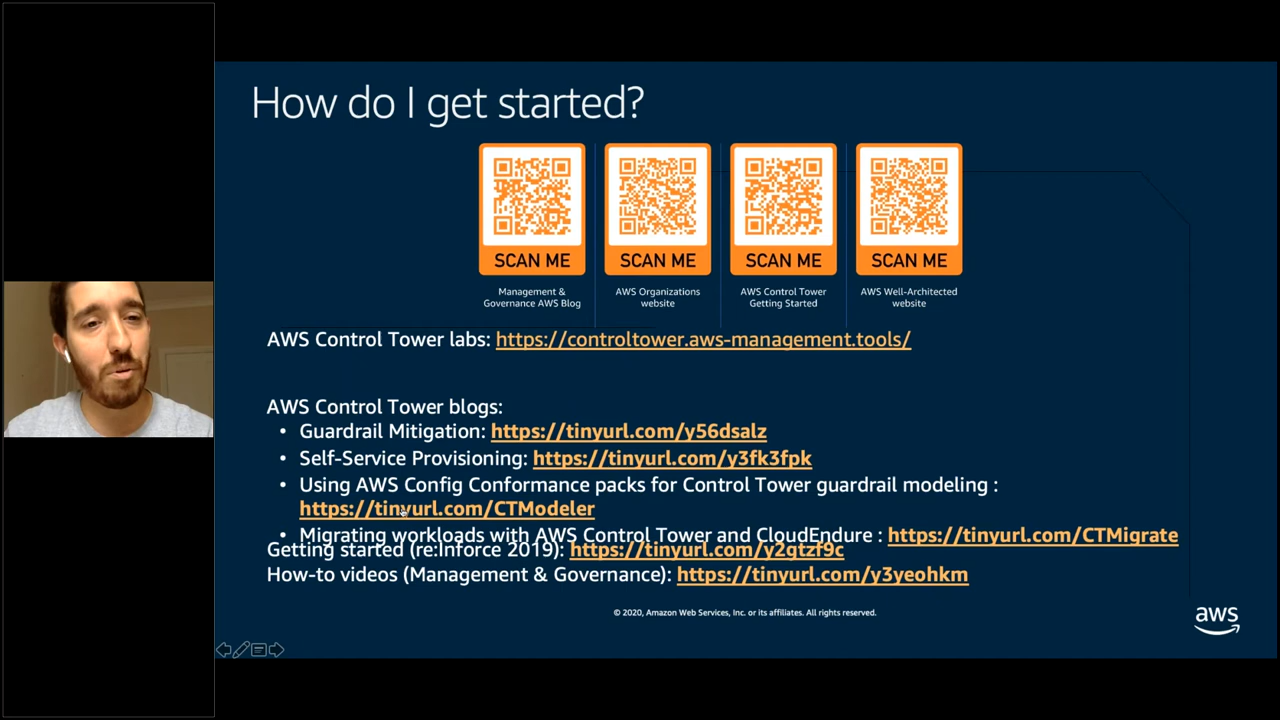 How do I get started?
SCAN ME
SCAN ME
SCAN ME
SCAN ME
Management &
Governance AWS Blog
AWS Organizations
website
AWS Control Tower
Getting Started
AWS Well-Architected
website
AWS Control Tower labs: https://controltower.aws-management.tools/
AWS Control Tower blogs:
• Guardrail Mitigation: https://tinyurl.com/y56dsalz
• Self-Service Provisioning: https://tinyurl.com/y3fk3fpk
• Using AWS Config Conformance packs for Control Tower guardrail modeling :
https://tinyurl.com/CTModeler
• Migrating workloads with AWS Control Tower and CloudEndure : https://tinyurl.com/CTMigrate
Getting started (re:Inforce 2019): https://tinyurl.com/y2gtzf9c
How-to videos (Management & Governance): https://tinyurl.com/y3yeohkm
© 2020, Amazon Web Services, Inc. or its affiliates. All rights reserved.
aws